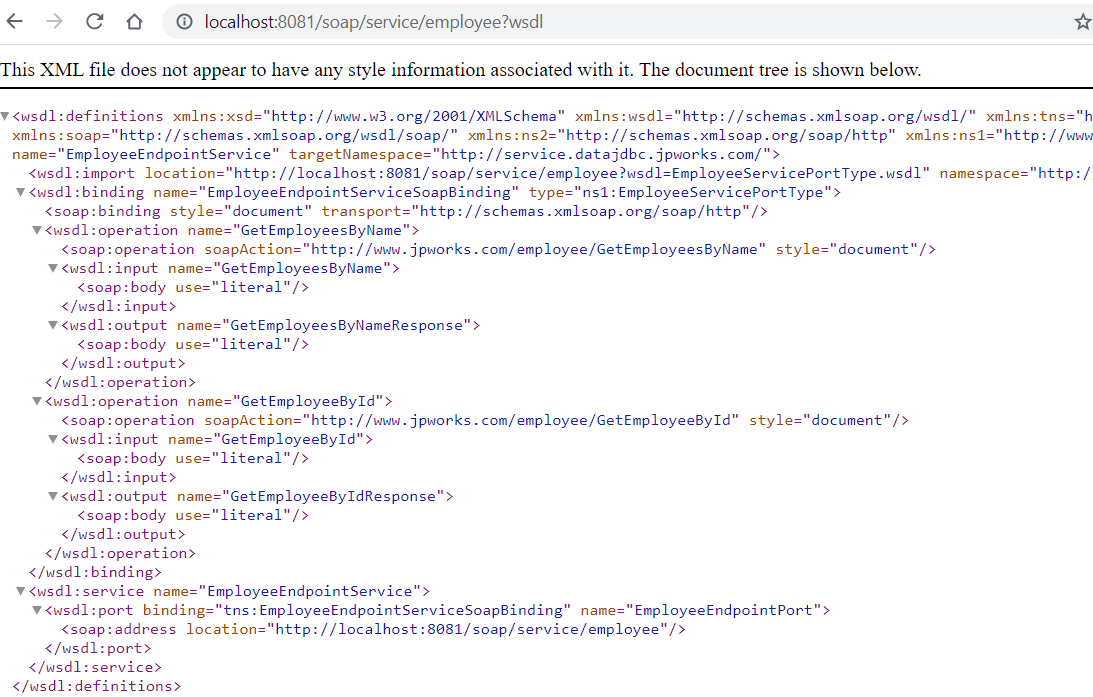 localhost:8081/soap/service/employee?wsdl
This XML file does not appear to have any style information associated with it. The document tree is shown below.
<wsdl:definitions xmlns:xsd="http://www.w3.org/2001/XMLSchema" xmlns:wsdl="http://schemas.xmlsoap.org/wsdl/" xmlns:tns="h
xmlns:soap="http://schemas.xmlsoap.org/wsdl/soap/" xmlns:ns2="http://schemas.xmlsoap.org/soap/http" xmlns:ns1="http://www
name="EmployeeEndpointService" targetNamespace="http://service.datajdbc.jpworks.com/">
<wsdl:import location="http://localhost:8081/soap/service/employee?wsdl=EmployeeServicePortType.wsdl" namespace="http:/
<wsdl:binding name="EmployeeEndpointServiceSoapBinding" type="ns1:EmployeeServicePortType">
<soap:binding style="document" transport="http://schemas.xmlsoap.org/soap/http"/>
<wsdl:operation name="GetEmployeesByName">
<soap:operation soapAction="http://www.jpworks.com/employee/GetEmployeesByName" style="document"/>
<wsdl:input name="GetEmployeesByName">
<soap:body use="literal"/>
</wsdl:input>
<wsdl:output name="GetEmployeesByNameResponse">
<soap:body use="literal"/>
</wsdl:output>
</wsdl:operation>
<wsdl:operation name="GetEmployeeById">
<soap:operation soapAction="http://www.jpworks.com/employee/GetEmployeeById" style="document"/>
<wsdl:input name="GetEmployeeById">
<soap:body use="literal"/>
</wsdl:input>
<wsdl:output name="GetEmployeeByIdResponse">
<soap:body use="literal"/>
</wsdl:output>
</wsdl:operation>
</wsdl:binding>
<wsdl:service name="EmployeeEndpointService">
<wsdl:port binding="tns:EmployeeEndpointServiceSoapBinding" name="EmployeeEndpointPort">
<soap:address location="http://localhost:8081/soap/service/employee"/>
</wsdl:port>
</wsdl:service>
</wsdl:definitions>